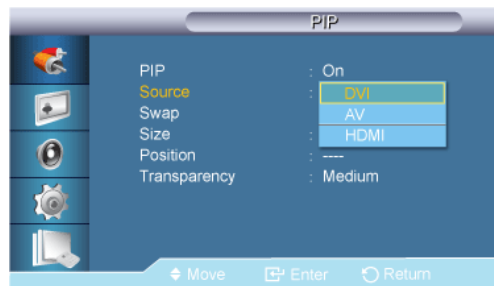 PIP
PIP : On
Source : DVI
Swap AV
Size : HDMI
Position : ----
Transparency : Medium
Move Enter Return